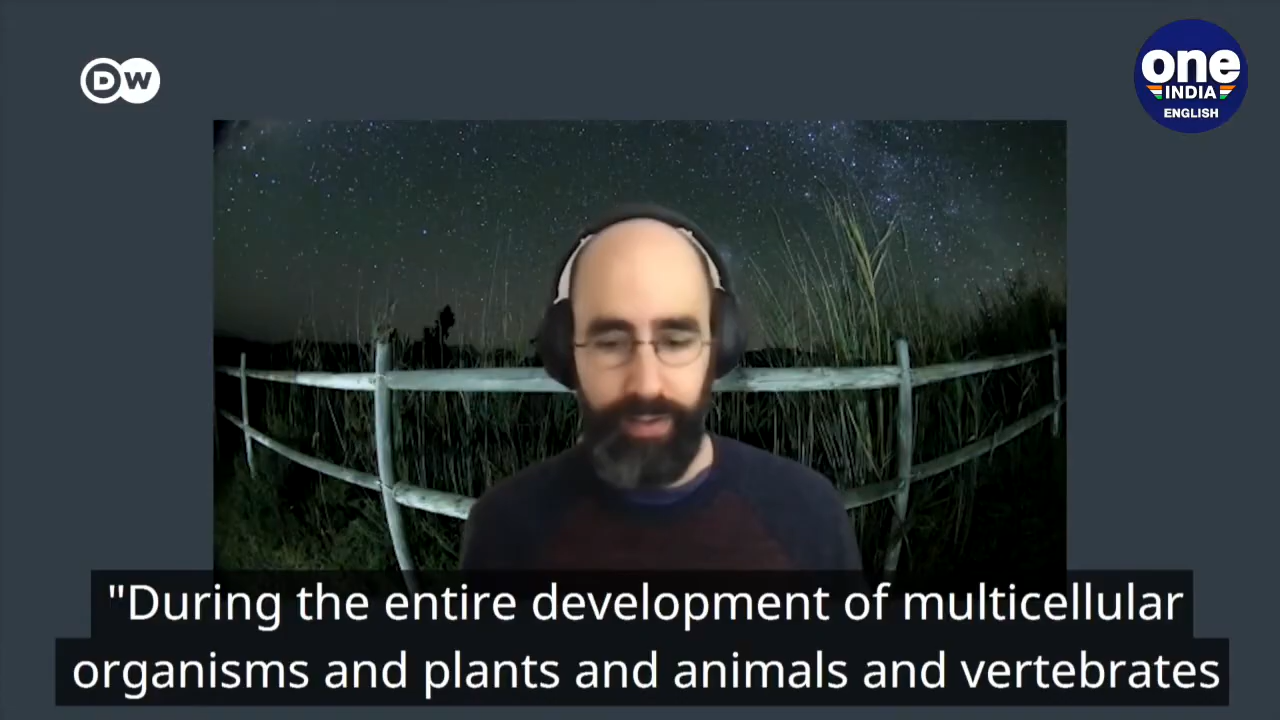 DW
one
INDIA
ENGLISH
"During the entire development of multicellular
organisms and plants and animals and vertebrates